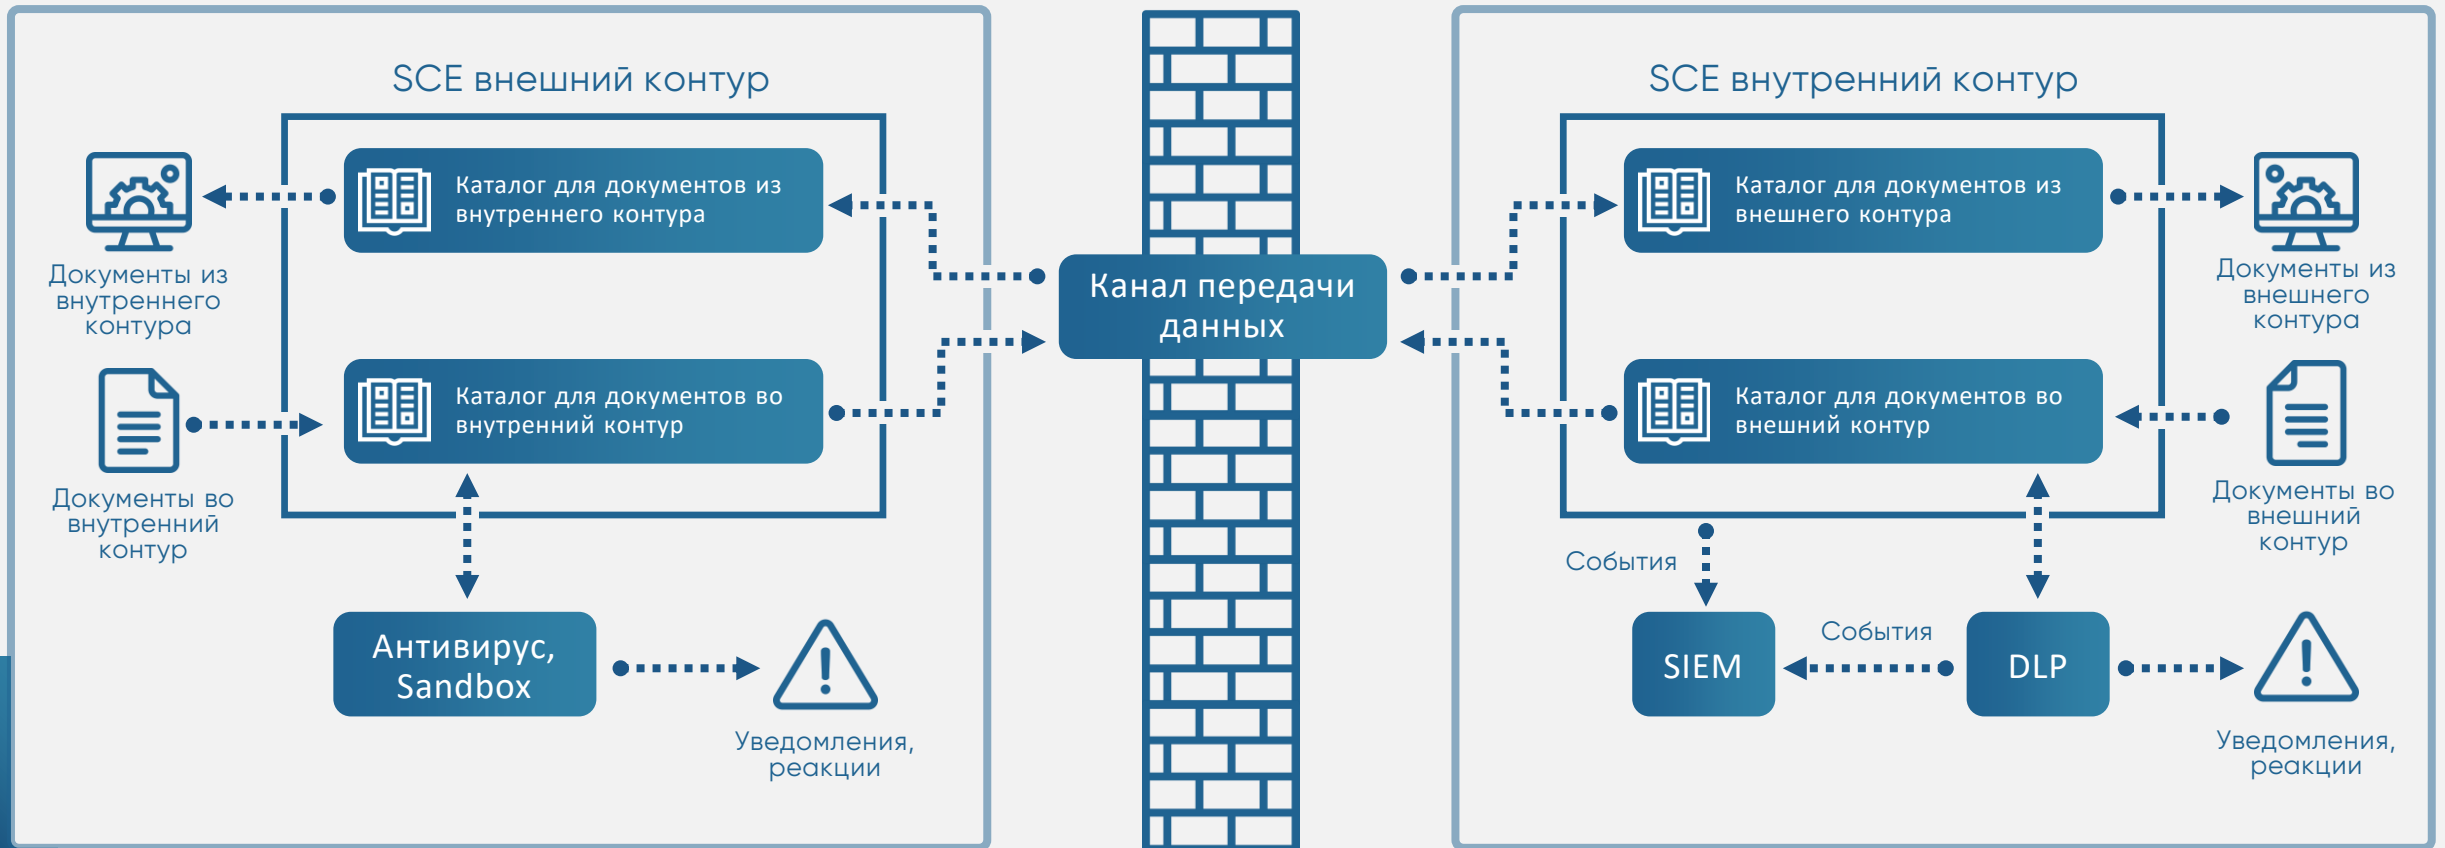 SCE внешний контур
Каталог для документов из
внутреннего контура
Документы из
внутреннего
контура
Каталог для документов во
внутренний контур
Документы во
внутренний
контур
Антивирус,
Sandbox
Уведомления,
реакции
Канал передачи
данных
SCE внутренний контур
Каталог для документов из
внешнего контура
Документы из
внешнего
контура
Каталог для документов во
внешний контур
Документы во
внешний
контур
События
SIEM
События
DLP
Уведомления,
реакции